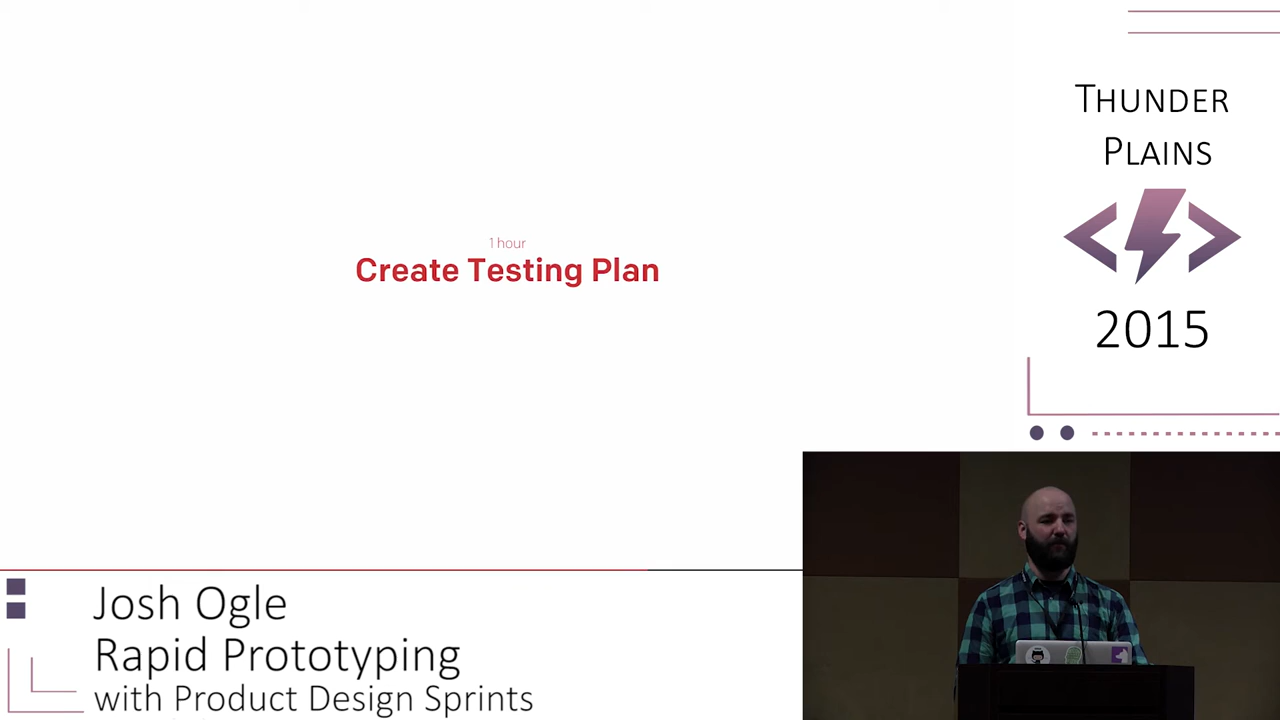 1 hour
Create Testing Plan
THUNDER
PLAINS
2015
Josh Ogle
Rapid Prototyping
with Product Design Sprints